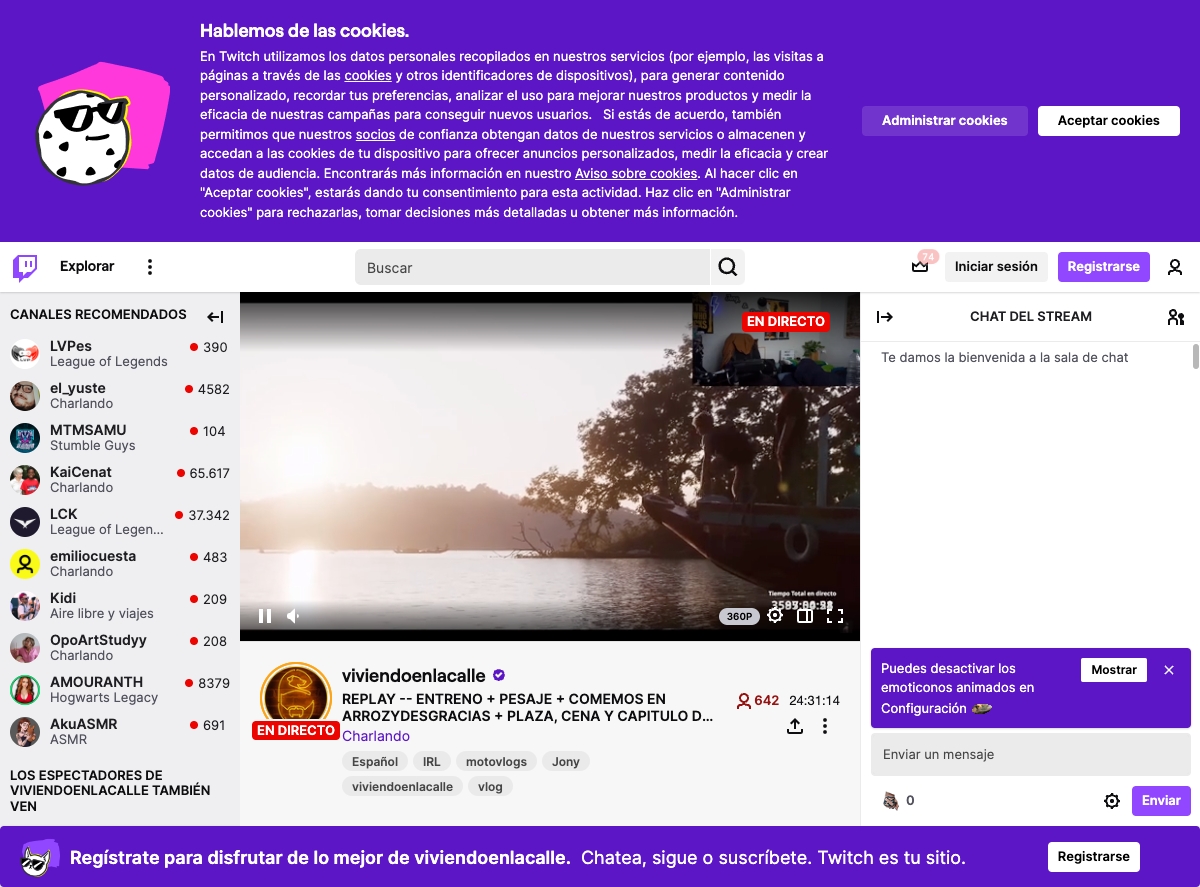 Hablemos de las cookies.
En Twitch utilizamos los datos personales recopilados en nuestros servicios (por ejemplo, las visitas a
páginas a través de las cookies y otros identificadores de dispositivos), para generar contenido
personalizado, recordar tus preferencias, analizar el uso para mejorar nuestros productos y medir la
eficacia de nuestras campañas para conseguir nuevos usuarios. Si estás de acuerdo, también
permitimos que nuestros socios de confianza obtengan datos de nuestros servicios o almacenen y
accedan a las cookies de tu dispositivo para ofrecer anuncios personalizados, medir la eficacia y crear
datos de audiencia. Encontrarás más información en nuestro Aviso sobre cookies. Al hacer clic en
"Aceptar cookies", estarás dando tu consentimiento para esta actividad. Haz clic en "Administrar
cookies" para rechazarlas, tomar decisiones más detalladas u obtener más información.
Administrar cookies
Aceptar cookies
Explorar
Buscar
74
Iniciar sesión
Registrarse
CANALES RECOMENDADOS
LVPes
390
League of Legends
el_yuste
4582
Charlando
MTMSAMU
104
Stumble Guys
KaiCenat
65.617
Charlando
LCK
37.342
League of Legen...
emiliocuesta
483
Charlando
Kidi
209
Aire libre y viajes
OpoArtStudyy
208
Charlando
AMOURANTH
8379
Hogwarts Legacy
AkuASMR
691
ASMR
LOS ESPECTADORES DE
VIVIENDOENLACALLE TAMBIÉN
VEN
EN DIRECTO
Tiempo Total en directo
360P
viviendoenlacalle
REPLAY -- ENTRENO + PESAJE + COMEMOS EN
ARROZYDESGRACIAS + PLAZA, CENA Y CAPITULO D...
EN DIRECTO
Charlando
642
24:31:14
Español
IRL
motovlogs
Jony
viviendoenlacalle
vlog
CHAT DEL STREAM
Te damos la bienvenida a la sala de chat
Puedes desactivar los
emoticonos animados en
Configuración
Mostrar
Enviar un mensaje
0
Enviar
Regístrate para disfrutar de lo mejor de viviendoenlacalle. Chatea, sigue o suscríbete. Twitch es tu sitio.
Registrarse